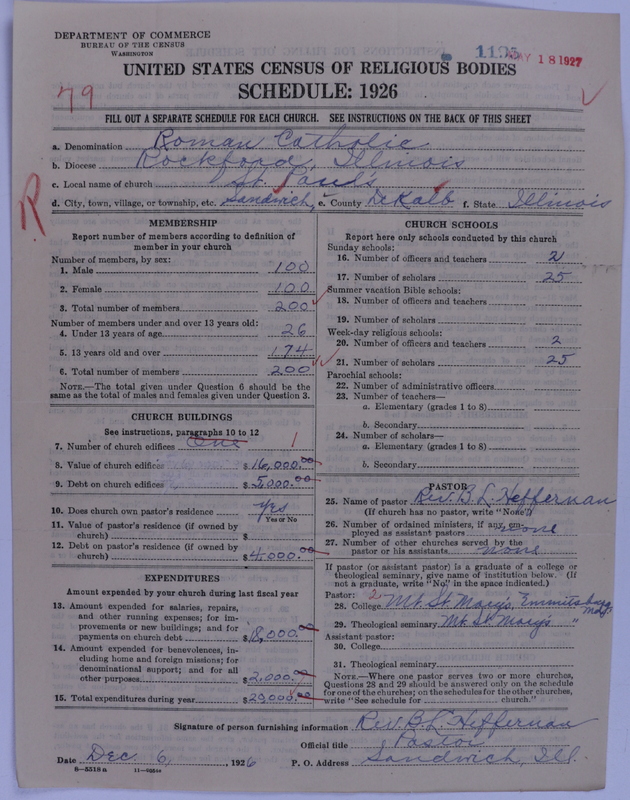 DEPARTMENT OF COMMERCE
BUREAU OF THE CENSUS
WASHINGTON
1195 MAY 18 1927
UNITED STATES CENSUS OF RELIGIOUS BODIES
SCHEDULE: 1926
79
FILL OUT A SEPARATE SCHEDULE FOR EACH CHURCH. SEE INSTRUCTIONS ON THE BACK OF THIS SHEET
R
a. Denomination Roman Catholic
b. Diocese Rockford, Illinois
c. Local name of church St. Paul's
d. City, town, village, or township, etc. Sandwich, e. County DeKalb f. State Illinois
MEMBERSHIP
Report number of members according to definition of
member in your church
Number of members, by sex:
1. Male 100
2. Female 100
3. Total number of members 200
Number of members under and over 13 years old:
4. Under 13 years of age 26
5. 13 years old and over 174
6. Total number of members 200
NOTE.—The total given under Question 6 should be
same as the total of males and females given under Question 3.
CHURCH BUILDINGS
See instructions, paragraphs 10 to 12
7. Number of church edifices One 1
8. Value of church edifices $16,000.00
9. Debt on church edifices $5,000.00
10. Does church own pastor's residence yes
Yes or No
11. Value of pastor's residence (if owned by
church) $
12. Debt on pastor's residence (if owned by
church) $4,000.00
EXPENDITURES
Amount expended by your church during last fiscal year
13. Amount expended for salaries, repairs,
and other running expenses; for im-
provements or new buildings; and for
payments on church debt $18,000.00
14. Amount expended for benevolences, in-
cluding home and foreign missions; for
denominational support; and for all
other purposes $2,000.00
15. Total expenditures during year $20,000.00
CHURCH SCHOOLS
Report here only schools conducted by this church
Sunday schools:
16. Number of officers and teachers 2
17. Number of scholars 25
Summer vacation Bible schools:
18. Number of officers and teachers
19. Number of scholars
Week-day religious schools:
20. Number of officers and teachers 2
21. Number of scholars 25
Parochial schools:
22. Number of administrative officers
23. Number of teachers—
a. Elementary (grades 1 to 8)
b. Secondary
24. Number of scholars—
a. Elementary (grades 1 to 8)
b. Secondary
PASTOR
25. Name of pastor Rev. B. L. Heffernan
(If church has no pastor, write "None")
26. Number of ordained ministers, if any, em-
ployed as assistant pastors none
27. Number of other churches served by the
pastor or his assistants none
If pastor (or assistant pastor) is a graduate of a college or
theological seminary, give name of institution below. (If
not a graduate, write "No," in the space indicated.)
Pastor: 2
28. College Mt. St. Mary's, Emmitsburg, Md.
29. Theological seminary Mt. St. Mary's "
Assistant pastor:
30. College
31. Theological seminary
NOTE.—Where one pastor serves two or more churches,
Questions 28 and 29 should be answered only on the schedule
for one of the churches; on the schedules for the other churches,
write "See schedule for church."
Signature of person furnishing information Rev. B. L. Heffernan
Official title Pastor
Date Dec 6, 1926 P. O. Address Sandwich, Ill.
8—5518a 11—